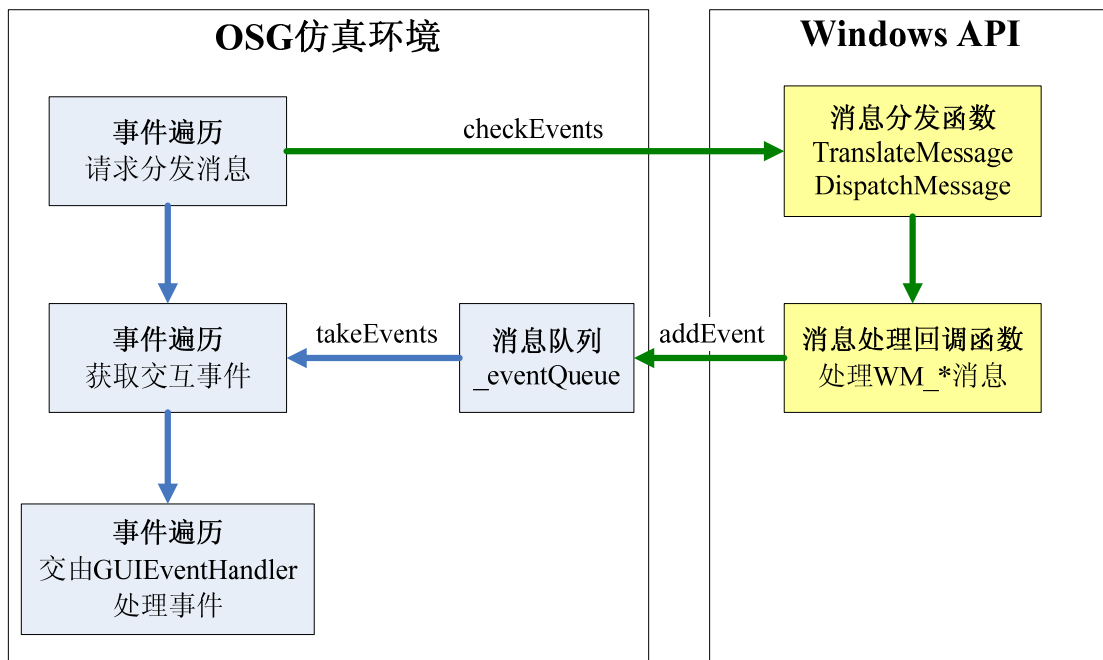 OSG仿真环境
Windows API
事件遍历
请求分发消息
checkEvents
消息分发函数
TranslateMessage
DispatchMessage
事件遍历
获取交互事件
takeEvents
消息队列
_eventQueue
addEvent
消息处理回调函数
处理WM_*消息
事件遍历
交由GUIEventHandler
处理事件